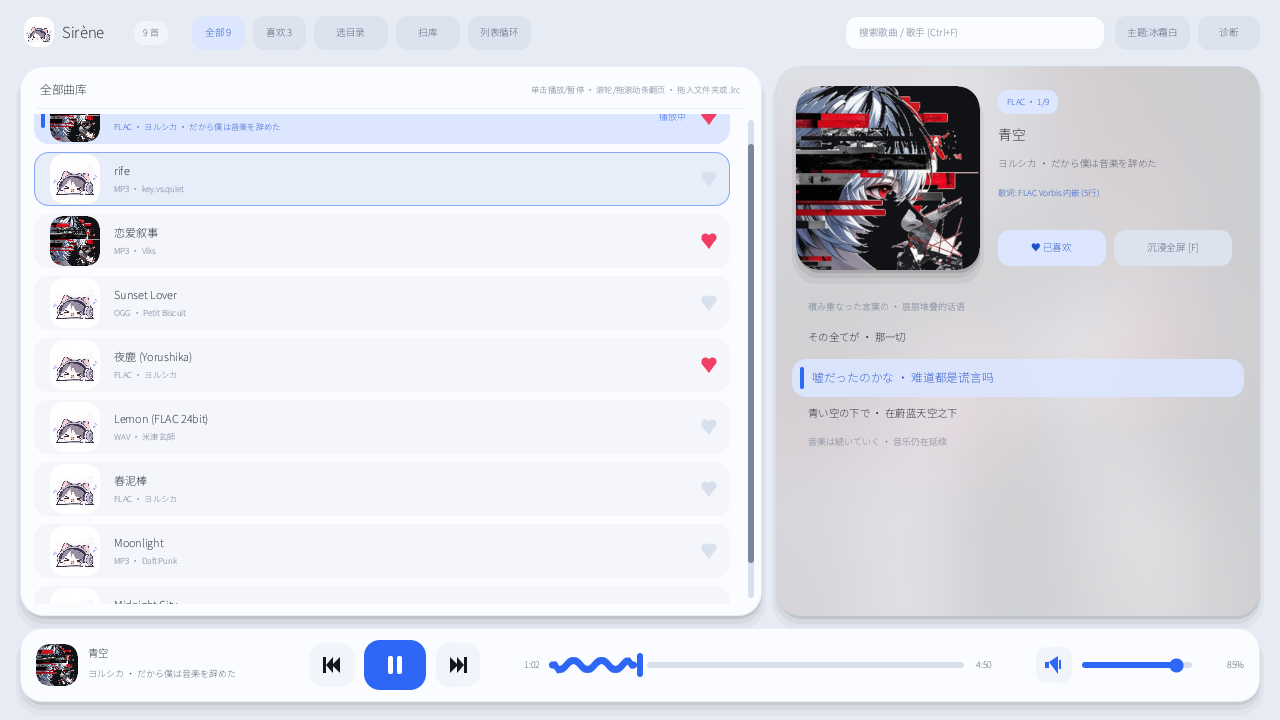 Sirène
9 首
全部 9
喜欢 3
选目录
扫库
列表循环
搜索歌曲 / 歌手 (Ctrl+F)
主题:冰霜白
诊断
全部曲库
单击播放/暂停 · 滚轮/拖滚动条翻页 · 拖入文件夹或 .lrc
FLAC · ヨルシカ · だから僕は音楽を辞めた
播放中
rife
MP3 · key.vs.quiet
恋爱叙事
MP3 · Viks
Sunset Lover
OGG · Petit Biscuit
夜鹿 (Yorushika)
FLAC · ヨルシカ
Lemon (FLAC 24bit)
WAV · 米津玄師
春泥棒
FLAC · ヨルシカ
Moonlight
MP3 · Daft Punk
Midnight City
FLAC · 1/9
青空
ヨルシカ · だから僕は音楽を辞めた
歌词: FLAC Vorbis 内嵌 (5行)
♥ 已喜欢
沉浸全屏 [F]
積み重なった言葉の · 层层堆叠的话语
その全てが · 那一切
嘘だったのかな · 难道都是谎言吗
青い空の下で · 在蔚蓝天空之下
音楽は続いていく · 音乐仍在延续
青空
ヨルシカ · だから僕は音楽を辞めた
1:02
4:50
85%